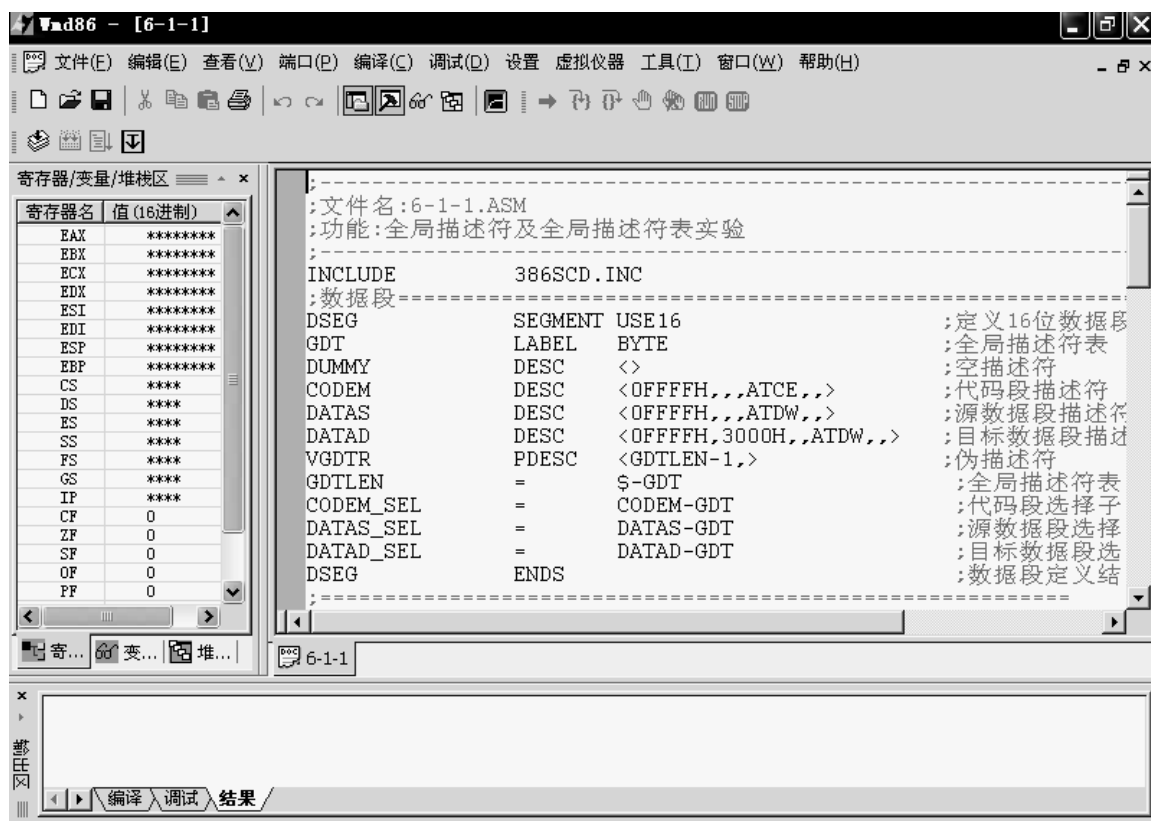 Wmd86 - [6-1-1]
文件(F) 编辑(E) 查看(V) 端口(P) 编译(C) 调试(D) 设置 虚拟仪器 工具(T) 窗口(W) 帮助(H)
寄存器/变量/堆栈区
寄存器名 值(16进制)
EAX ********
EBX ********
ECX ********
EDX ********
ESI ********
EDI ********
ESP ********
EBP ********
CS ****
DS ****
ES ****
SS ****
FS ****
GS ****
IP ****
CF 0
ZF 0
SF 0
OF 0
PF 0
寄... 变... 堆...
;----------------------------------------------------------------
;文件名:6-1-1.ASM
;功能:全局描述符及全局描述符表实验
;----------------------------------------------------------------
INCLUDE 386SCD.INC
;数据段====================================================
DSEG SEGMENT USE16 ;定义16位数据段
GDT LABEL BYTE ;全局描述符表
DUMMY DESC <> ;空描述符
CODEM DESC <0FFFFH,,,ATCE,,> ;代码段描述符
DATAS DESC <0FFFFH,,,ATDW,,> ;源数据段描述符
DATAD DESC <0FFFFH,3000H,,ATDW,,> ;目标数据段描述
VGDTR PDESC <GDTLEN-1,> ;伪描述符
GDTLEN = $-GDT ;全局描述符表
CODEM_SEL = CODEM-GDT ;代码段选择子
DATAS_SEL = DATAS-GDT ;源数据段选择
DATAD_SEL = DATAD-GDT ;目标数据段选
DSEG ENDS ;数据段定义结
;==========================================================
6-1-1
编译 调试 结果